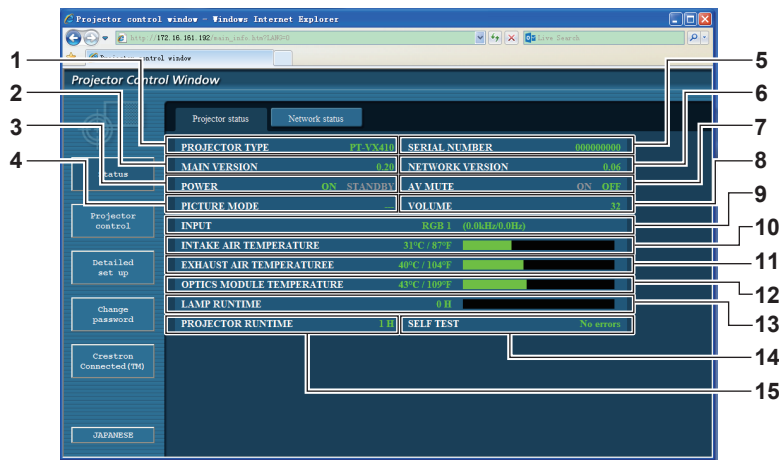 Projector control window - Windows Internet Explorer
http://172.16.161.192/main_info.htm?LANG=0
Live Search
Projector control window
Projector Control Window
Projector status Network status
PROJECTOR TYPE PT-VX410 SERIAL NUMBER 000000000
MAIN VERSION 0.20 NETWORK VERSION 0.06
POWER ON STANDBY AV MUTE ON OFF
PICTURE MODE --- VOLUME 32
INPUT RGB 1 (0.0kHz/0.0Hz)
INTAKE AIR TEMPERATURE 31°C / 87°F
EXHAUST AIR TEMPERATUREE 40°C / 104°F
OPTICS MODULE TEMPERATURE 43°C / 109°F
LAMP RUNTIME 0 H
PROJECTOR RUNTIME 1 H SELF TEST No errors
Status
Projector
control
Detailed
set up
Change
password
Crestron
Connected(TM)
JAPANESE
1
2
3
4
5
6
7
8
9
10
11
12
13
14
15